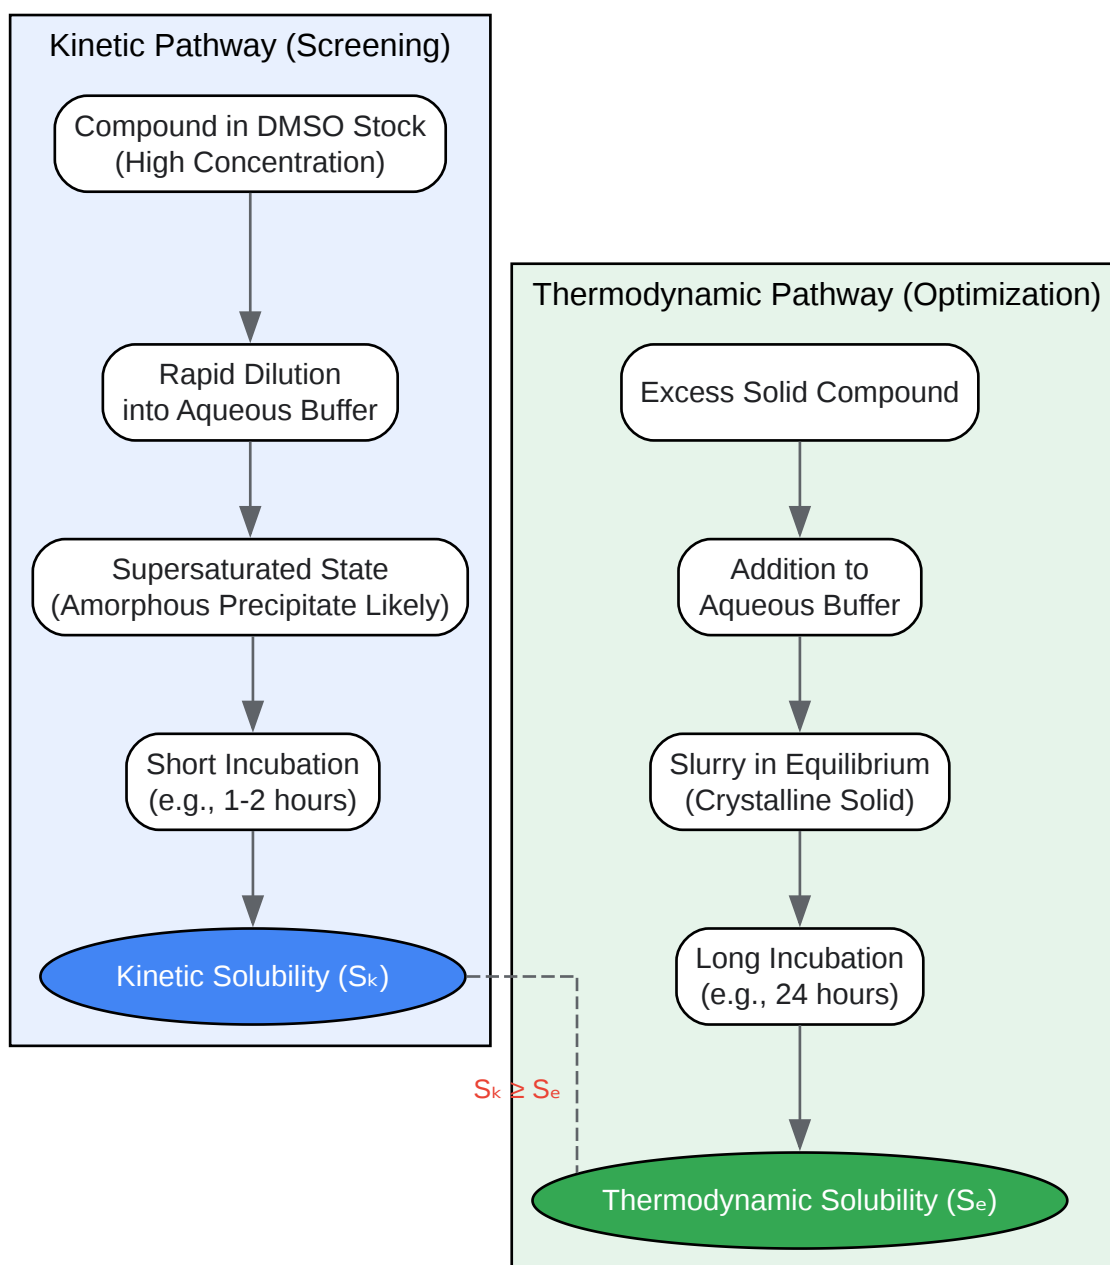 Kinetic Pathway (Screening)
Compound in DMSO Stock
(High Concentration)
Rapid Dilution
into Aqueous Buffer
Supersaturated State
(Amorphous Precipitate Likely)
Short Incubation
(e.g., 1-2 hours)
Kinetic Solubility (Sₖ)
Sₖ ≥ Sₑ
Thermodynamic Pathway (Optimization)
Excess Solid Compound
Addition to
Aqueous Buffer
Slurry in Equilibrium
(Crystalline Solid)
Long Incubation
(e.g., 24 hours)
Thermodynamic Solubility (Sₑ)